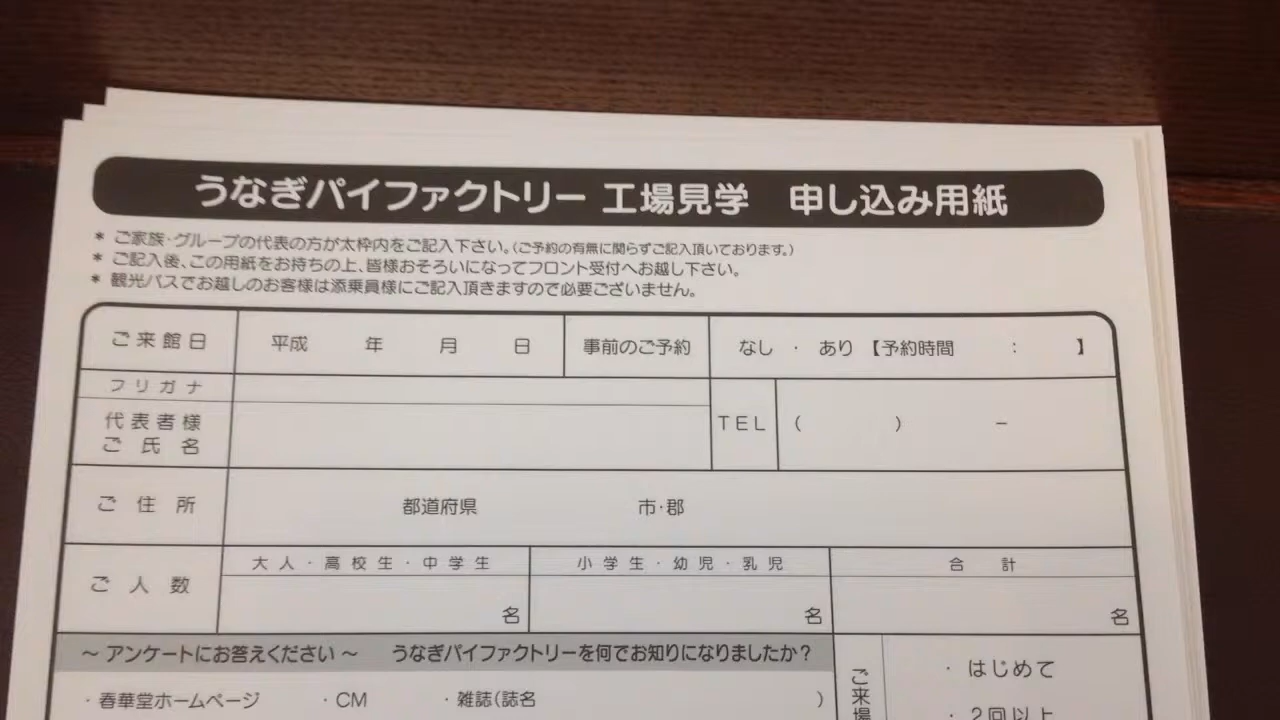 うなぎパイファクトリー 工場見学　申し込み用紙
* ご家族・グループの代表の方が太枠内をご記入下さい。(ご予約の有無に関らずご記入頂いております。)
* ご記入後、この用紙をお持ちの上、皆様おそろいになってフロント受付へお越し下さい。
* 観光バスでお越しのお客様は添乗員様にご記入頂きますので必要ございません。
ご来館日 平成 年 月 日 事前のご予約 なし ・ あり 【予約時間 : 】
フリガナ
代表者様
ご氏名
TEL ( ) −
ご住所 都道府県 市・郡
ご人数
大人・高校生・中学生 小学生・幼児・乳児 合計
名 名 名
〜 アンケートにお答えください 〜 うなぎパイファクトリーを何でお知りになりましたか？
・春華堂ホームページ ・CM ・雑誌(誌名 )
ご来場
・はじめて
・2回以上